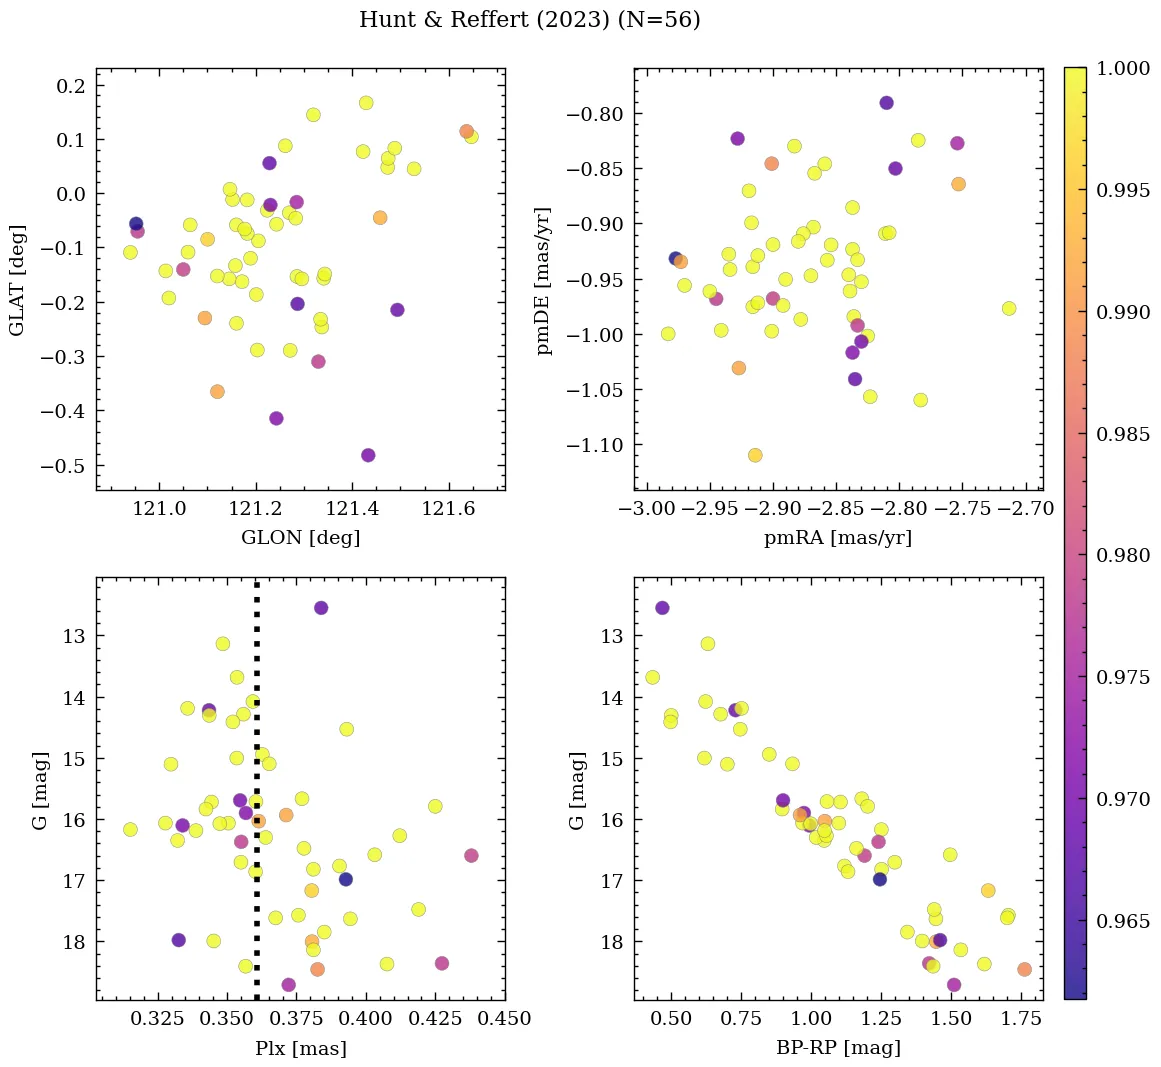 Hunt & Reffert (2023) (N=56)
0.2
0.1
0.0
−0.1
−0.2
−0.3
−0.4
−0.5
GLAT [deg]
121.0 121.2 121.4 121.6
GLON [deg]
−0.80
−0.85
−0.90
−0.95
−1.00
−1.05
−1.10
pmDE [mas/yr]
−3.00 −2.95 −2.90 −2.85 −2.80 −2.75 −2.70
pmRA [mas/yr]
1.000
0.995
0.990
0.985
0.980
0.975
0.970
0.965
13
14
15
16
17
18
G [mag]
0.325 0.350 0.375 0.400 0.425 0.450
Plx [mas]
13
14
15
16
17
18
G [mag]
0.50 0.75 1.00 1.25 1.50 1.75
BP-RP [mag]